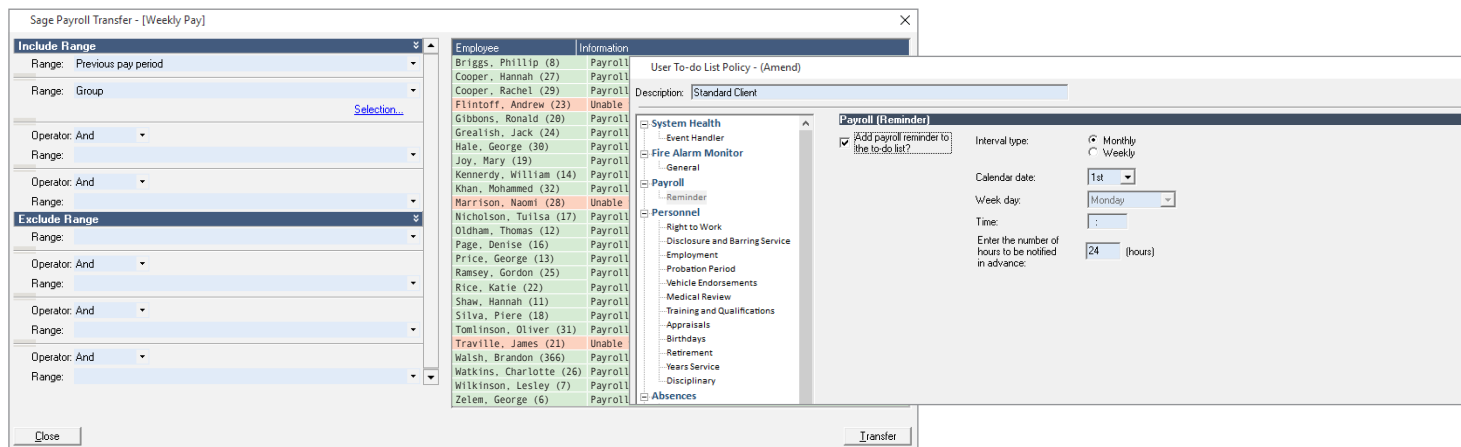 Sage Payroll Transfer - [Weekly Pay]
Include Range
Range: Previous pay period
Range: Group
Selection...
Operator: And
Range:
Operator: And
Range:
Exclude Range
Range:
Operator: And
Range:
Operator: And
Range:
Operator: And
Range:
Close
Employee Information
Briggs, Phillip (8) Payroll
Cooper, Hannah (27) Payroll
Cooper, Rachel (29) Payroll
Flintoff, Andrew (23) Unable
Gibbons, Ronald (20) Payroll
Grealish, Jack (24) Payroll
Hale, George (30) Payroll
Joy, Mary (19) Payroll
Kennerdy, William (14) Payroll
Khan, Mohammed (32) Payroll
Marrison, Naomi (28) Unable
Nicholson, Tuilsa (17) Payroll
Oldham, Thomas (12) Payroll
Page, Denise (16) Payroll
Price, George (13) Payroll
Ramsey, Gordon (25) Payroll
Rice, Katie (22) Payroll
Shaw, Hannah (11) Payroll
Silva, Piere (18) Payroll
Tomlinson, Oliver (31) Payroll
Traville, James (21) Unable
Walsh, Brandon (366) Payroll
Watkins, Charlotte (26) Payroll
Wilkinson, Lesley (7) Payroll
Zelem, George (6) Payroll
Transfer
User To-do List Policy - (Amend)
Description: Standard Client
System Health
Event Handler
Fire Alarm Monitor
General
Payroll
Reminder
Personnel
Right to Work
Disclosure and Barring Service
Employment
Probation Period
Vehicle Endorsements
Medical Review
Training and Qualifications
Appraisals
Birthdays
Retirement
Years Service
Disciplinary
Absences
Payroll (Reminder)
Add payroll reminder to
the to-do list?
Interval type: Monthly
Weekly
Calendar date: 1st
Week day: Monday
Time: :
Enter the number of
hours to be notified
in advance: 24 (hours)